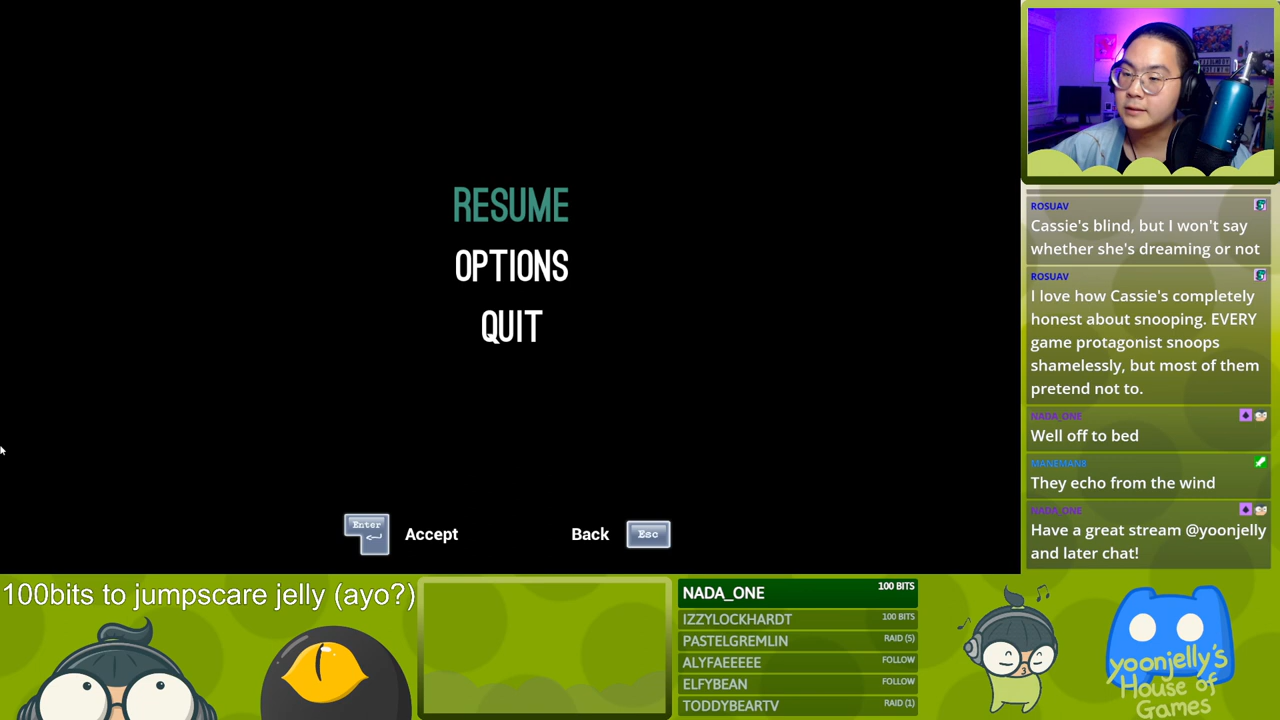 RESUME
OPTIONS
QUIT
Enter
Accept
Back
Esc
ROSUAV
Cassie's blind, but I won't say
whether she's dreaming or not
ROSUAV
I love how Cassie's completely
honest about snooping. EVERY
game protagonist snoops
shamelessly, but most of them
pretend not to.
NADA_ONE
Well off to bed
MANEMAN8
They echo from the wind
NADA_ONE
Have a great stream @yoonjelly
and later chat!
100bits to jumpscare jelly (ayo?)
NADA_ONE 100 BITS
IZZYLOCKHARDT 100 BITS
PASTELGREMLIN RAID (5)
ALYFAEEEEE FOLLOW
ELFYBEAN FOLLOW
TODDYBEARTV RAID (1)
yoonjelly's
House of
Games